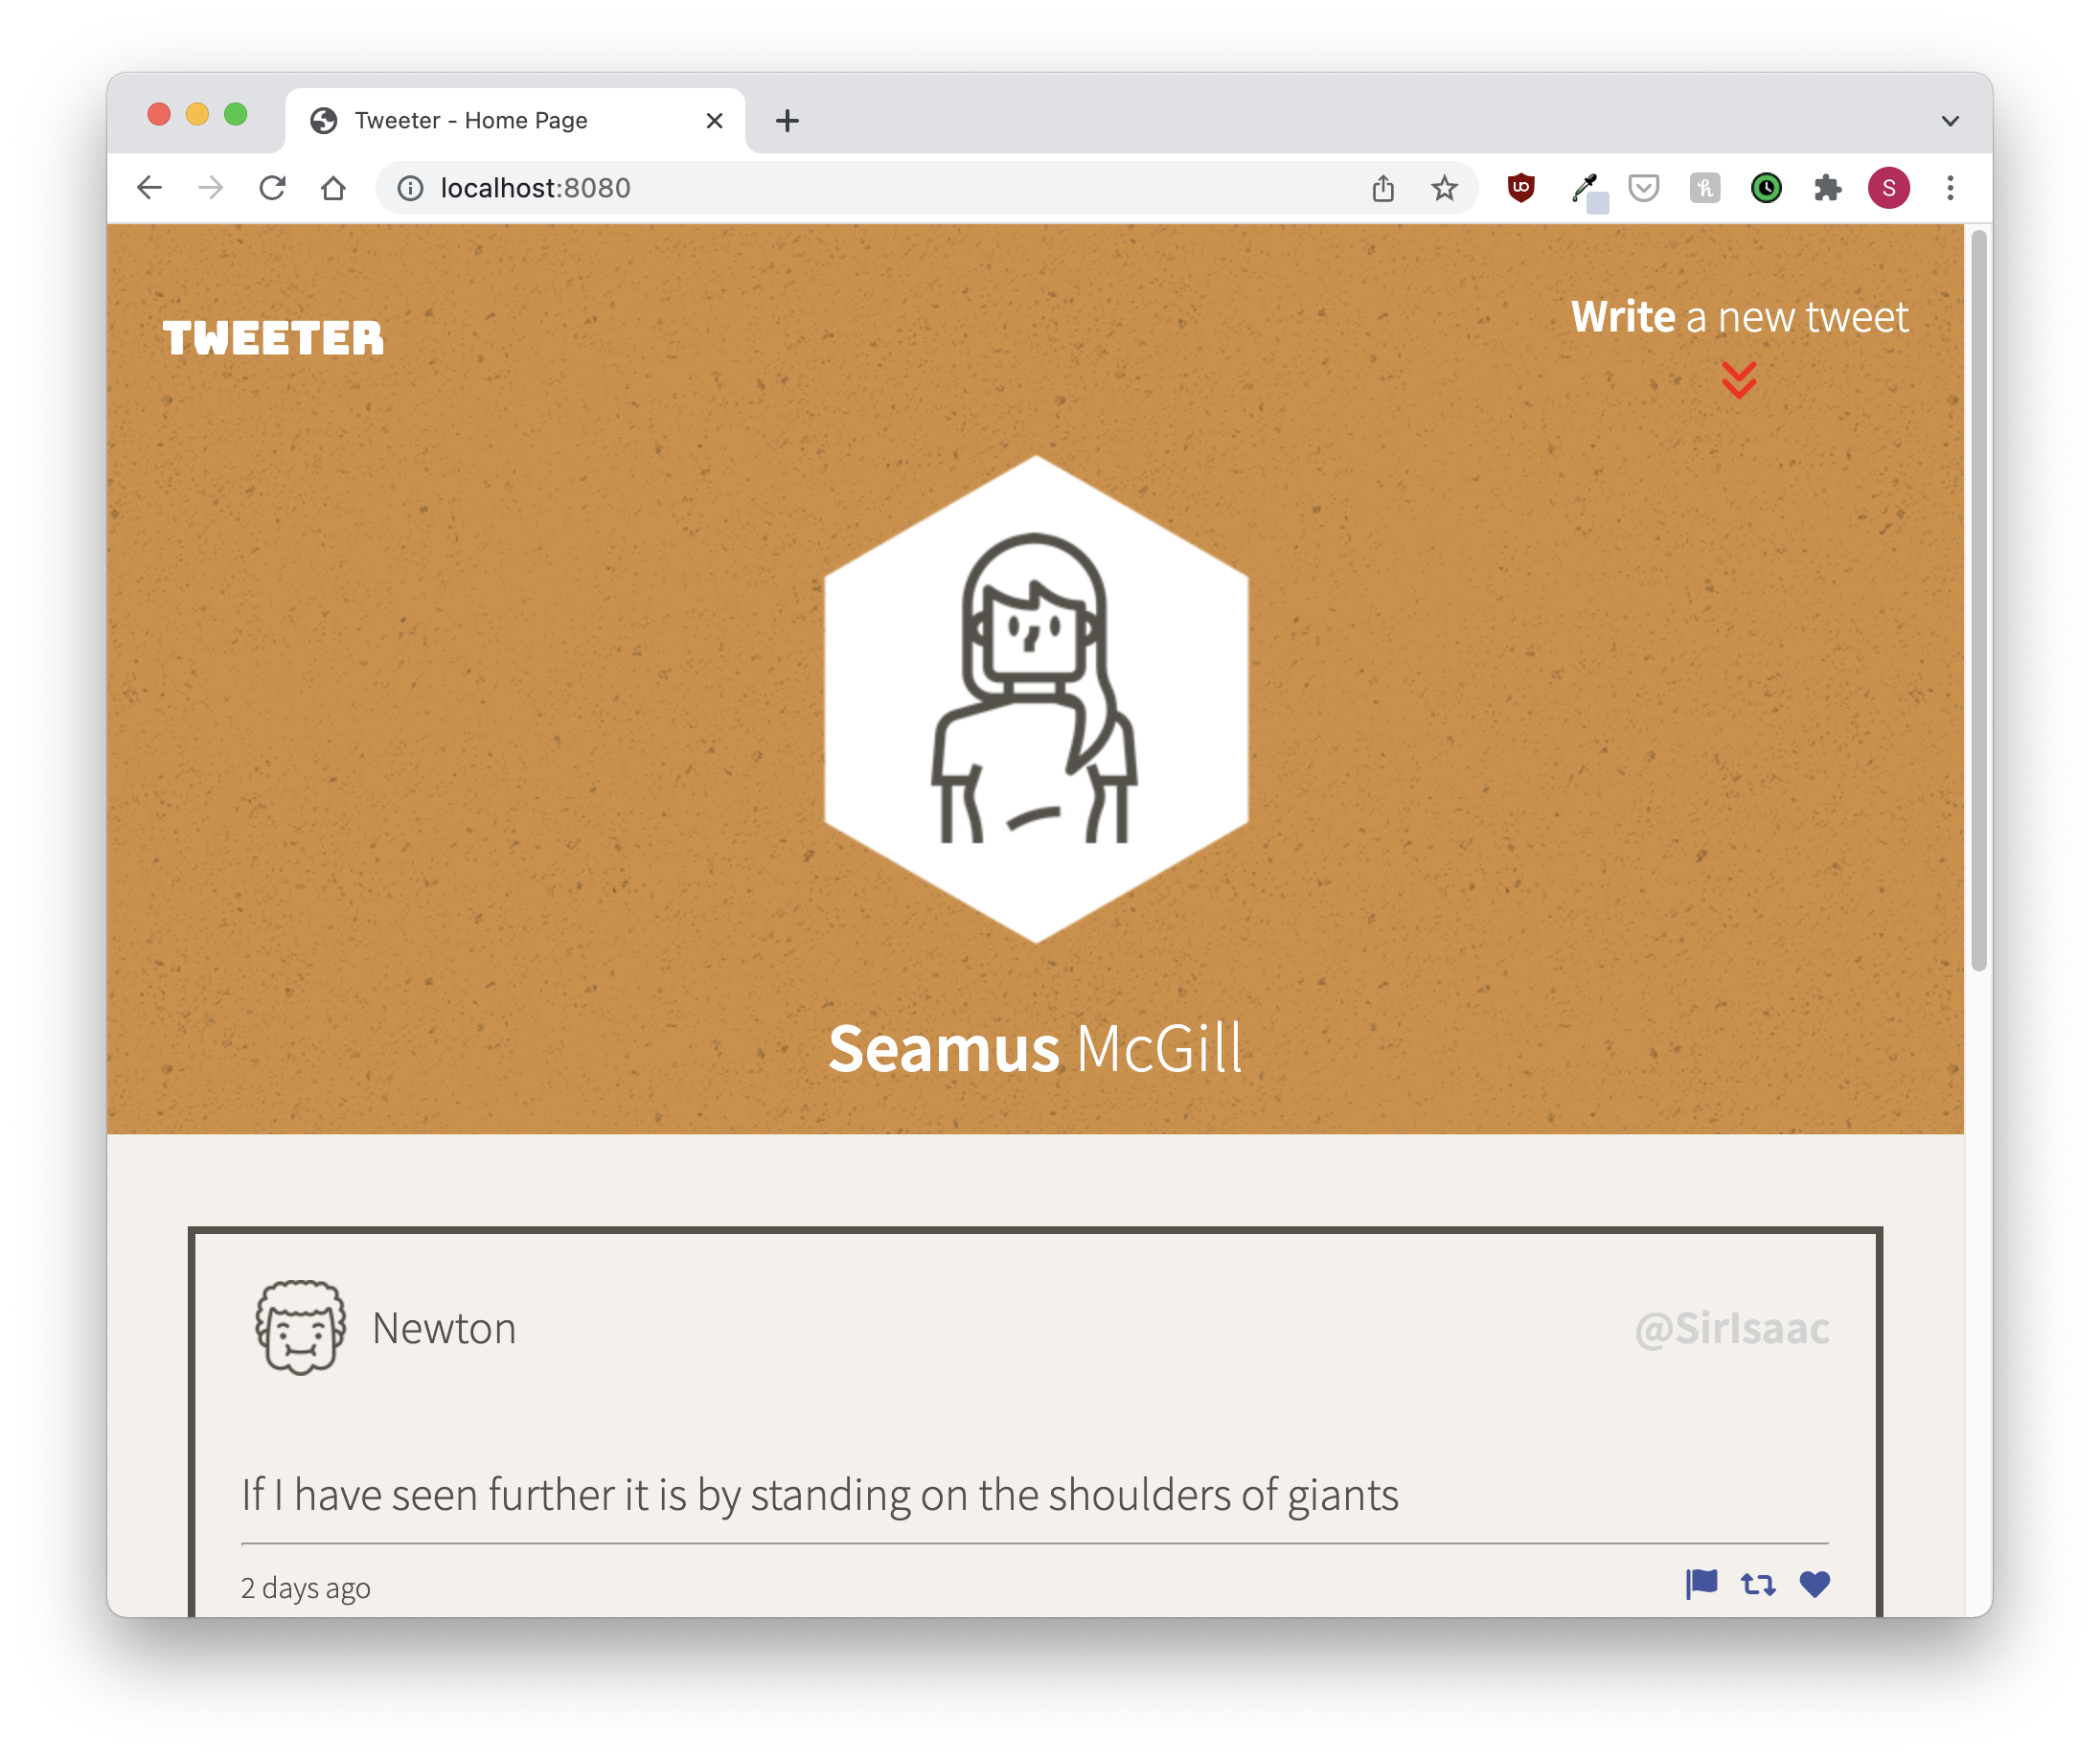 Tweeter - Home Page
localhost:8080
S
TWEETER
Write a new tweet
Seamus McGill
Newton
@SirIsaac
If I have seen further it is by standing on the shoulders of giants
2 days ago